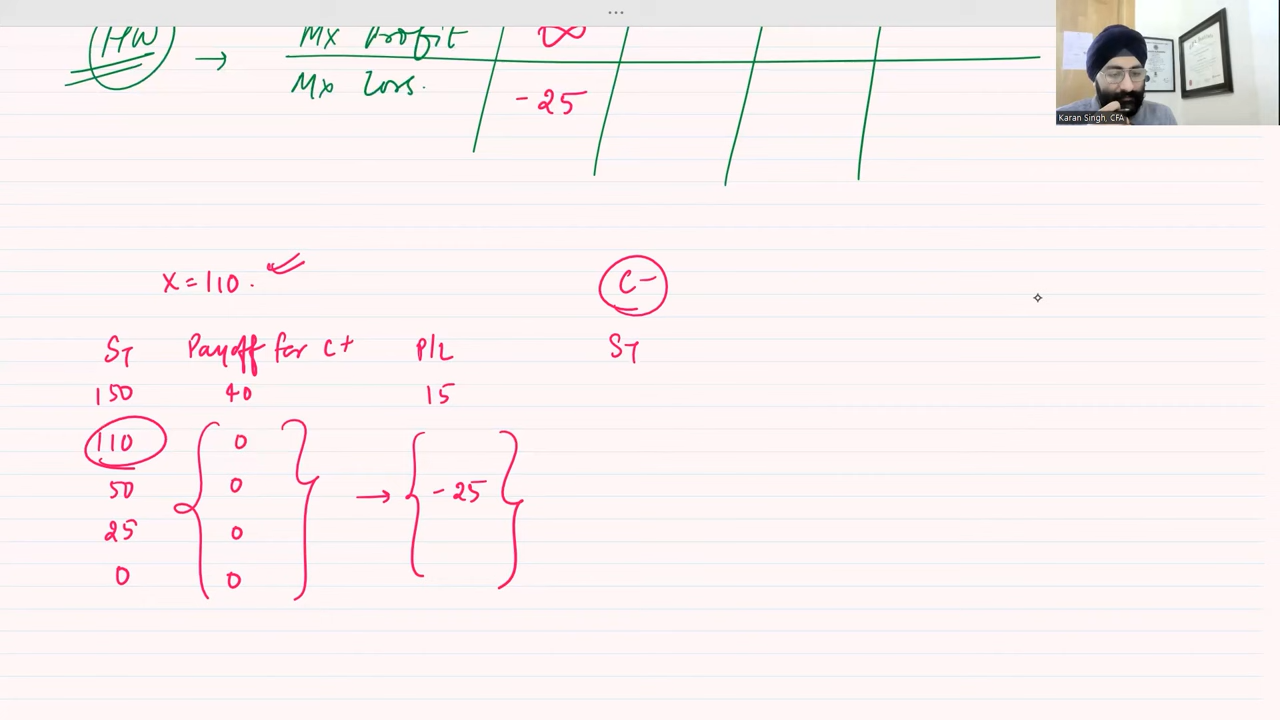 ...
HW → Mx Profit ∞
Mx Loss. -25
Karan Singh, CFA
X = 110.
C-
ST Payoff for C+ P/L ST
150 40 15
110 0
50 0 → -25
25 0
0 0